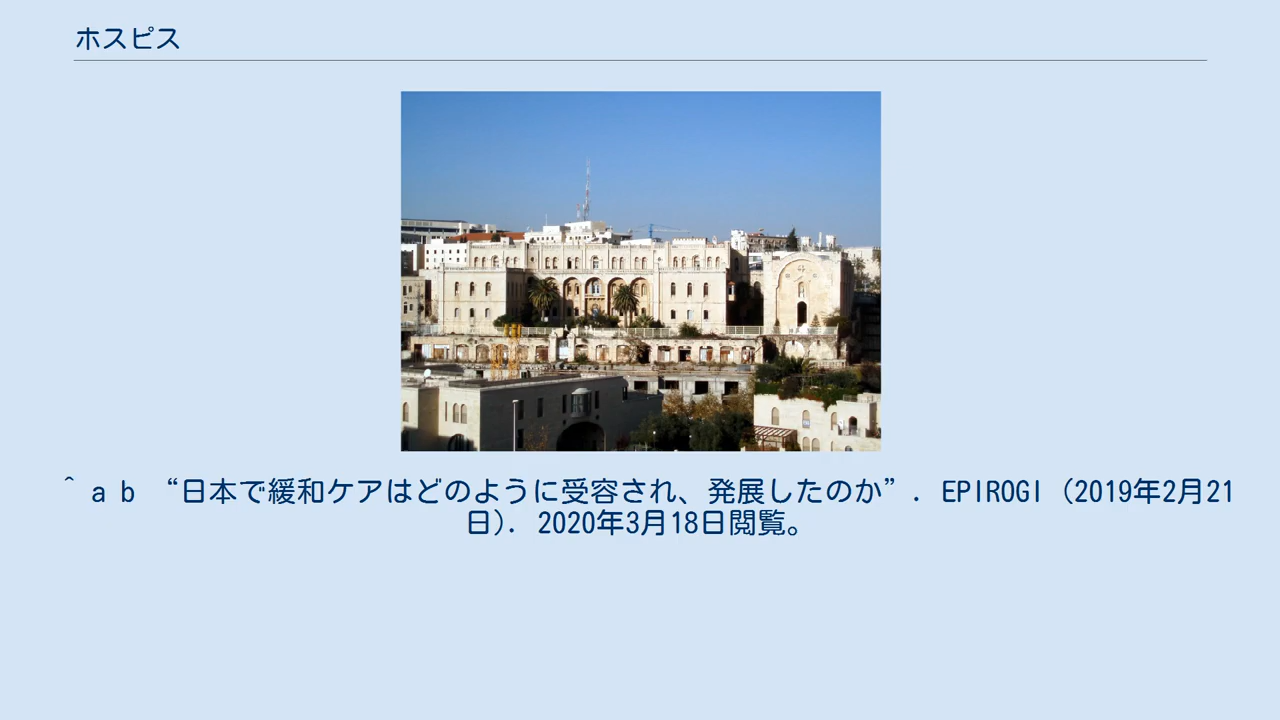 ホスピス
^ a b “日本で緩和ケアはどのように受容され、発展したのか”. EPIROGI (2019年2月21
日). 2020年3月18日閲覧。